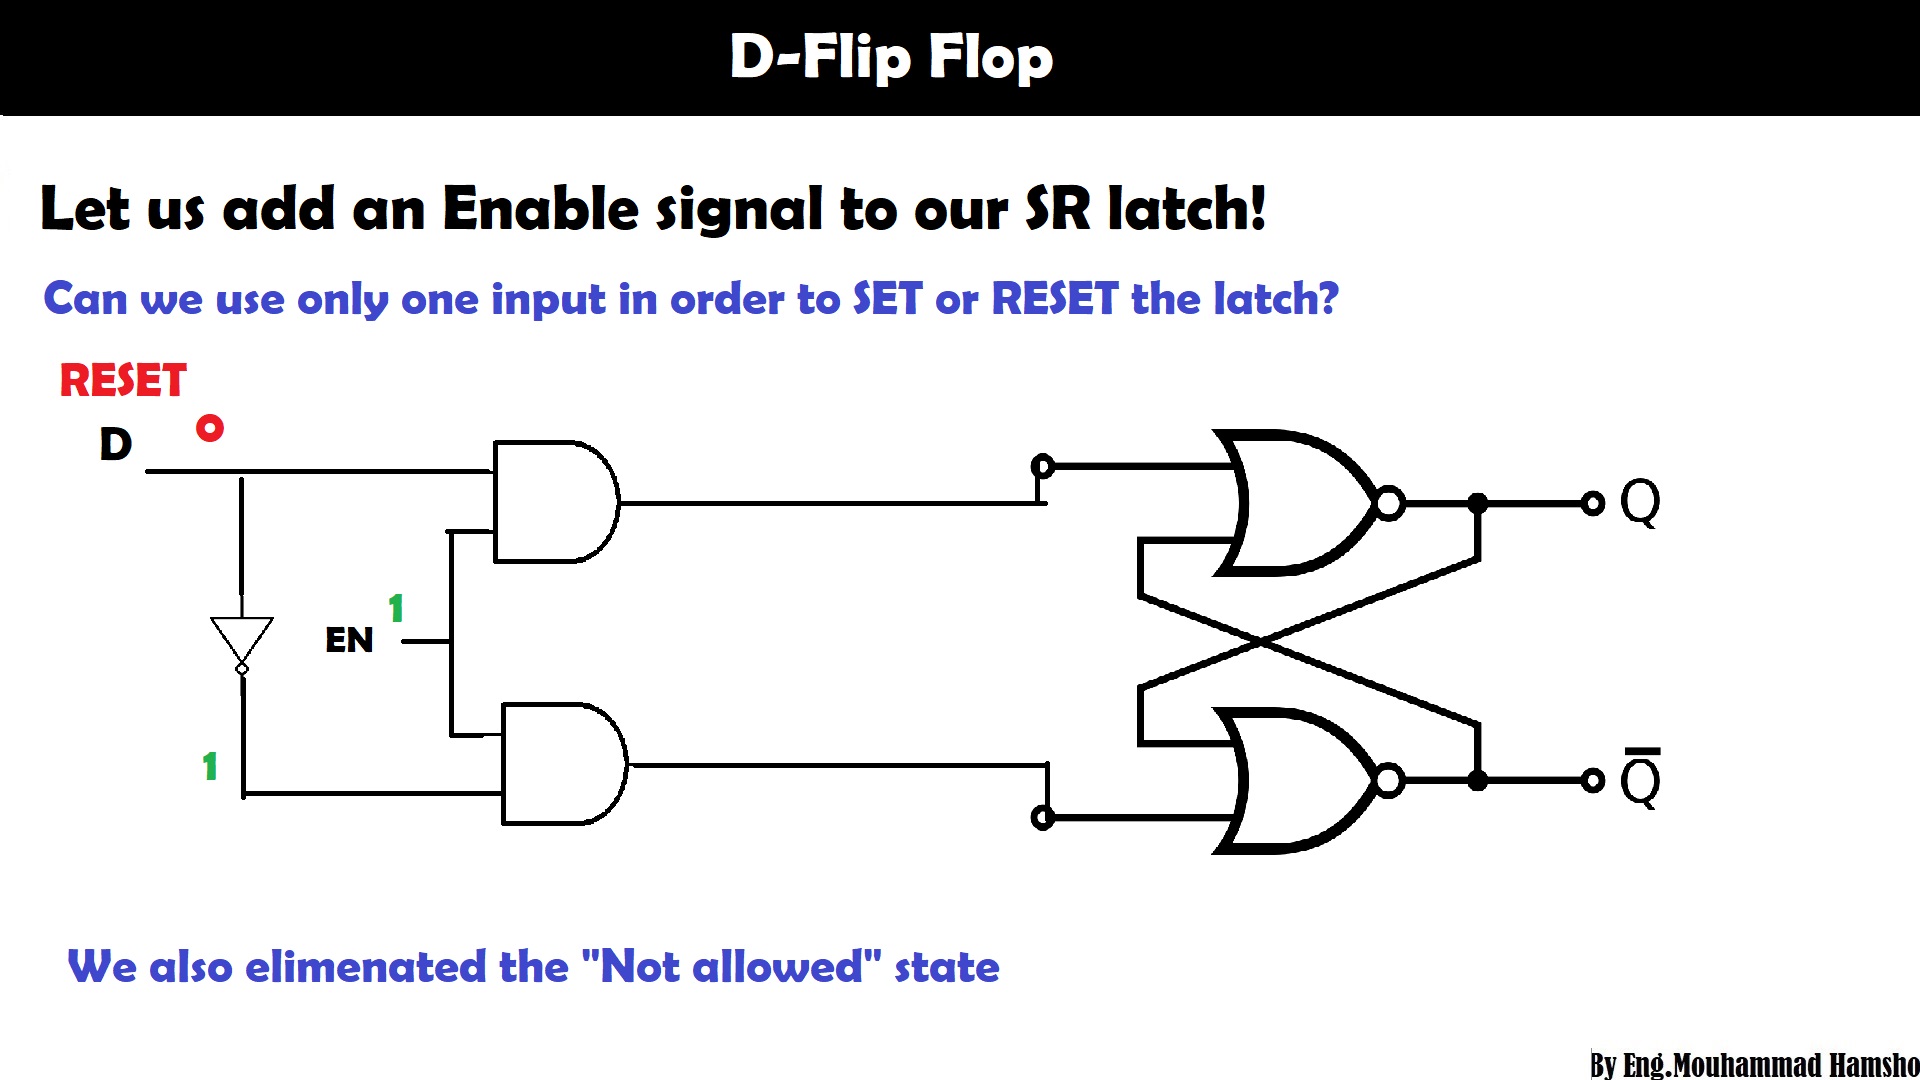 D-Flip Flop
Let us add an Enable signal to our SR latch!
Can we use only one input in order to SET or RESET the latch?
RESET
D 0
1
EN
1
Q
Q̅
We also elimenated the "Not allowed" state
By Eng.Mouhammad Hamsho